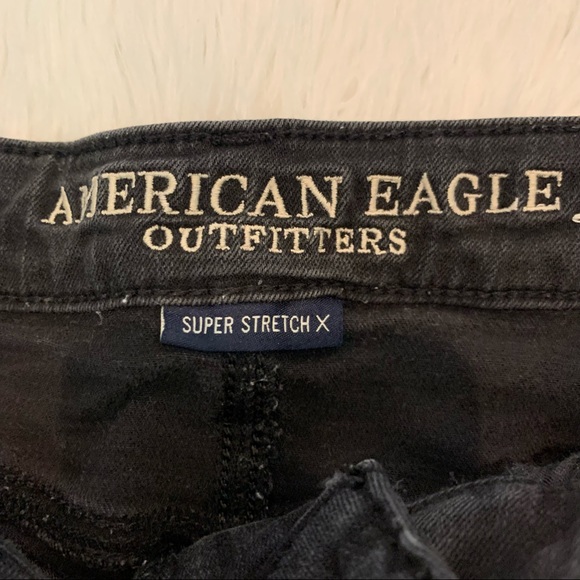 AMERICAN EAGLE
OUTFITTERS
SUPER STRETCH X